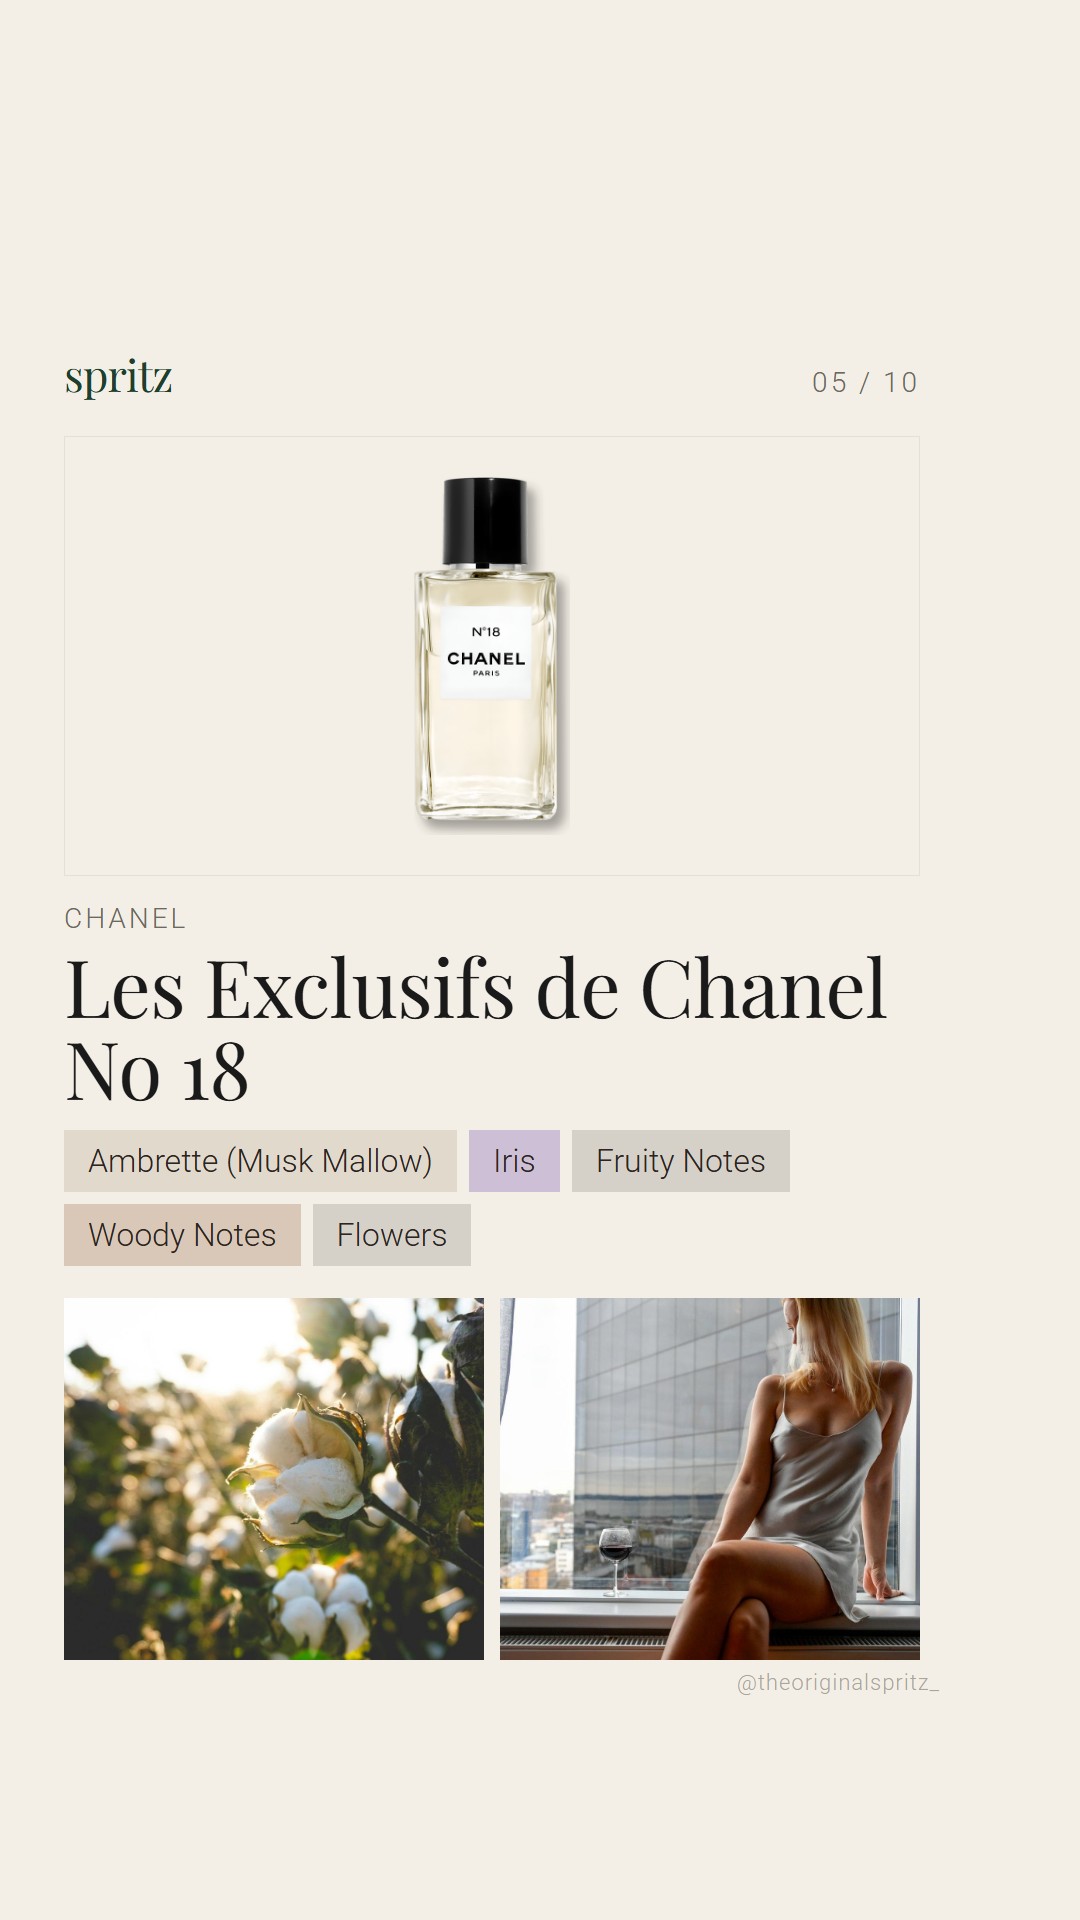 spritz
05 / 10
N°18
CHANEL
PARIS
CHANEL
Les Exclusifs de Chanel
No 18
Ambrette (Musk Mallow)
Iris
Fruity Notes
Woody Notes
Flowers
@theoriginalspritz_